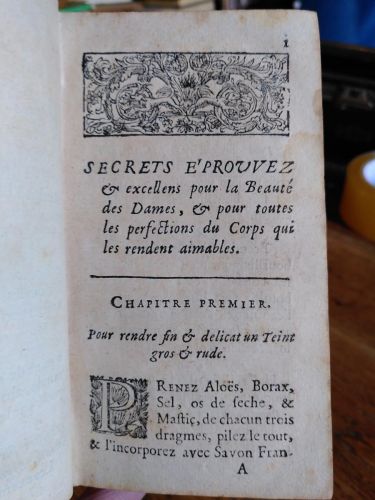 1
SECRETS E'PROUVEZ
& excellens pour la Beauté
des Dames, & pour toutes
les perfections du Corps qui
les rendent aimables.
CHAPITRE PREMIER.
Pour rendre fin & delicat un Teint
gros & rude.
PRENEZ Aloës, Borax,
Sel, os de seche, &
Mastiç, de chacun trois
dragmes, pilez le tout,
& l'incorporez avec Savon Fran-
A